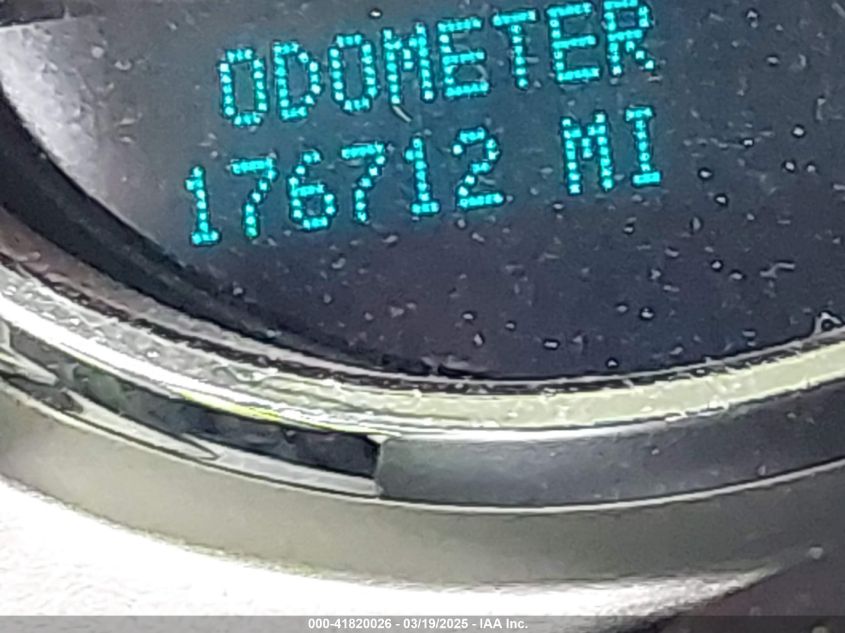 ODOMETER
176712 MI
000-41820026 - 03/19/2025 - IAA Inc.